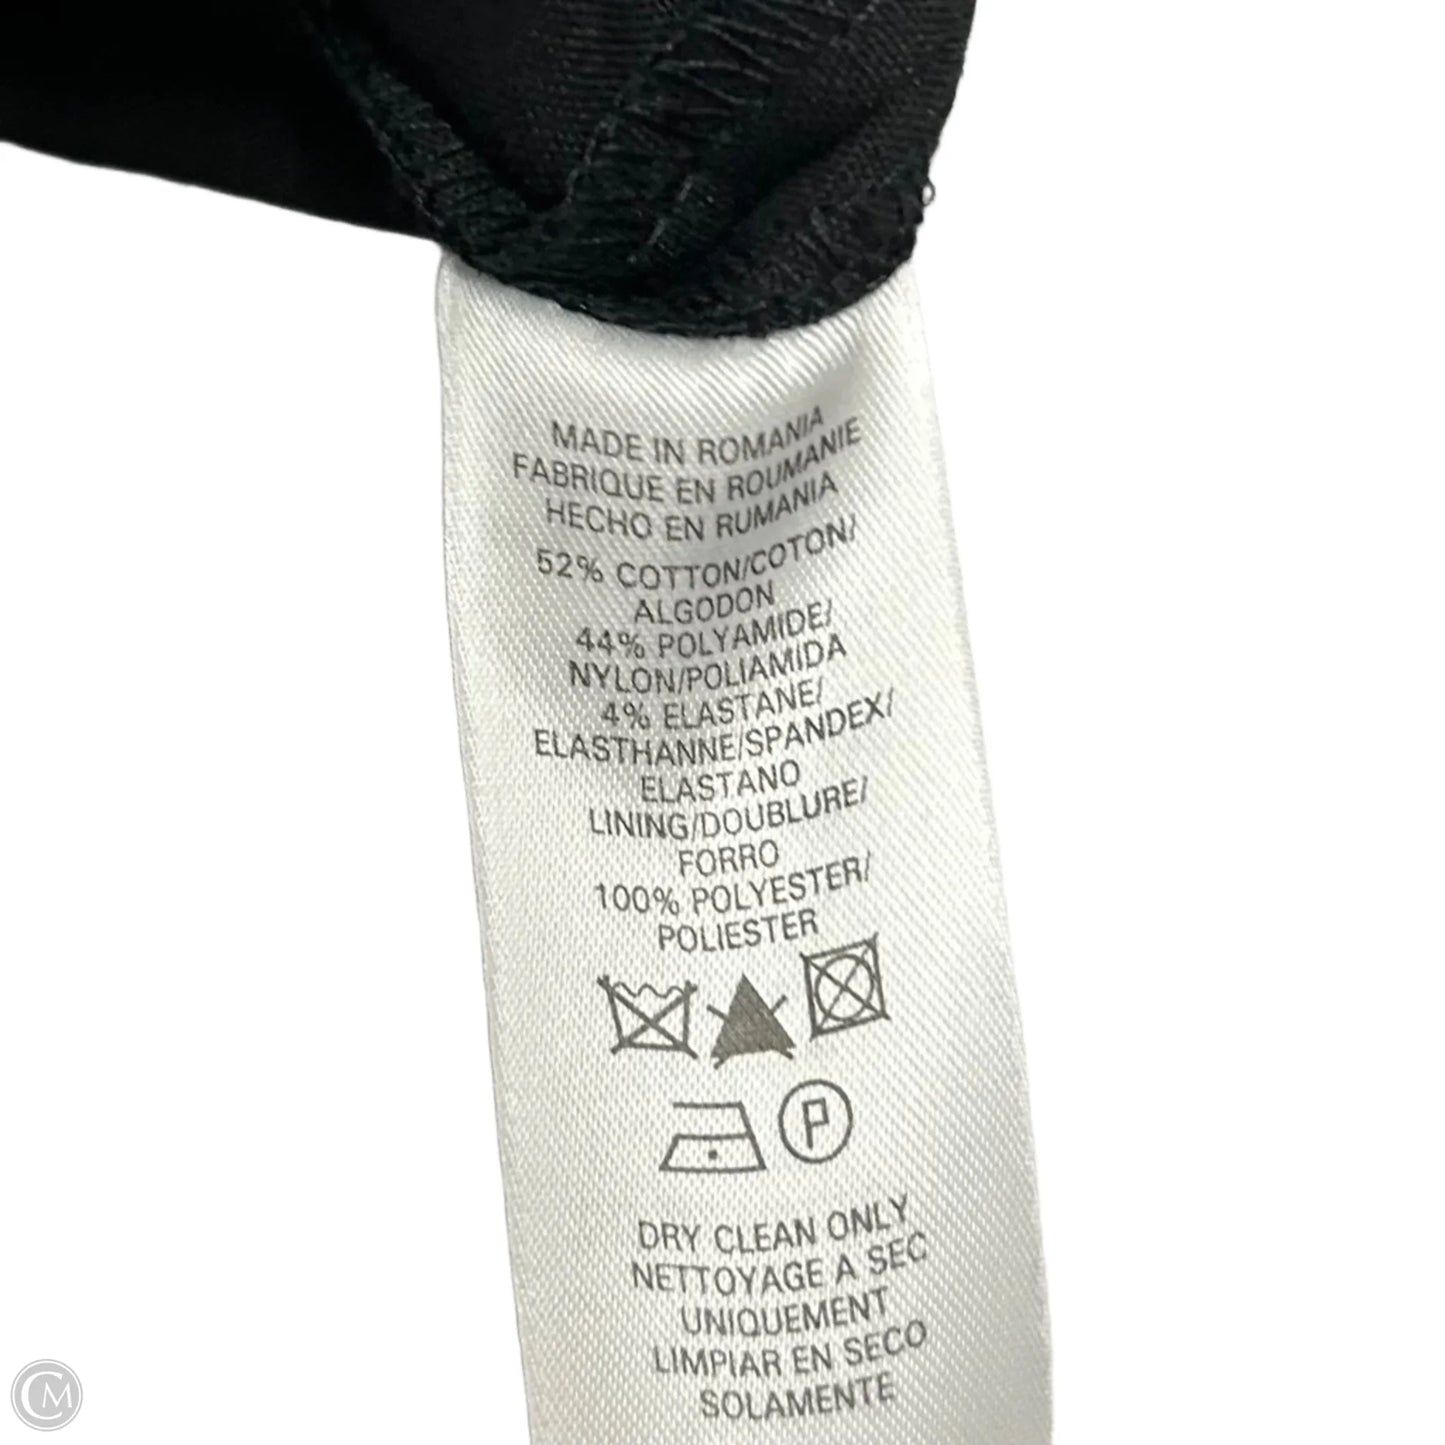 MADE IN ROMANIA
FABRIQUE EN ROUMANIE
HECHO EN RUMANIA
52% COTTON/COTON/
ALGODON
44% POLYAMIDE/
NYLON/POLIAMIDA
4% ELASTANE/
ELASTHANNE/SPANDEX/
ELASTANO
LINING/DOUBLURE/
FORRO
100% POLYESTER/
POLIESTER
P
DRY CLEAN ONLY
NETTOYAGE A SEC
UNIQUEMENT
LIMPIAR EN SECO
SOLAMENTE
CM